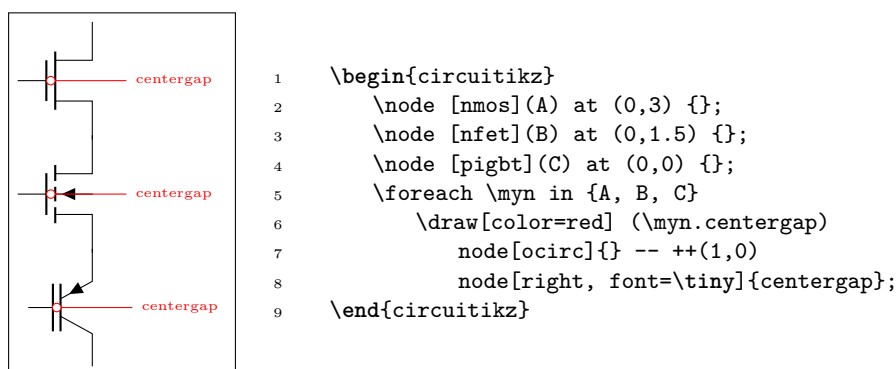 centergap
centergap
centergap
1 \begin{circuitikz}
2 \node [nmos](A) at (0,3) {};
3 \node [nfet](B) at (0,1.5) {};
4 \node [pigbt](C) at (0,0) {};
5 \foreach \myn in {A, B, C}
6 \draw[color=red] (\myn.centergap)
7 node[ocirc]{} -- ++(1,0)
8 node[right, font=\tiny]{centergap};
9 \end{circuitikz}